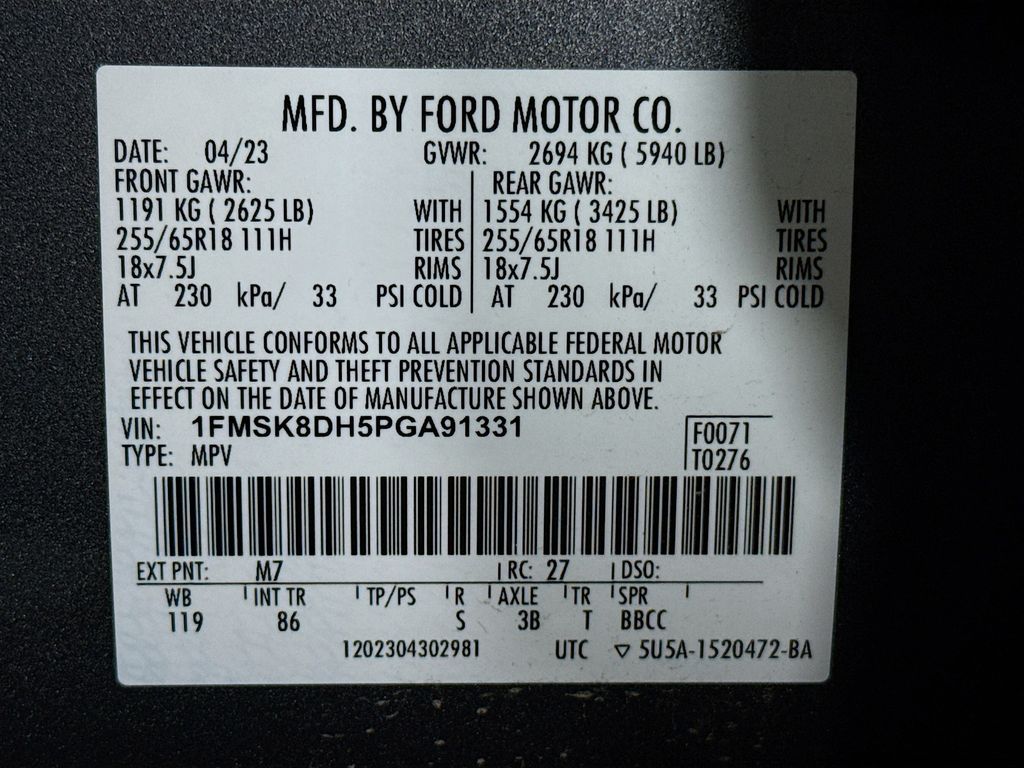 MFD. BY FORD MOTOR CO.
DATE: 04/23 GVWR: 2694 KG ( 5940 LB)
FRONT GAWR: REAR GAWR:
1191 KG ( 2625 LB) WITH 1554 KG ( 3425 LB) WITH
255/65R18 111H TIRES 255/65R18 111H TIRES
18x7.5J RIMS 18x7.5J RIMS
AT 230 kPa/ 33 PSI COLD AT 230 kPa/ 33 PSI COLD
THIS VEHICLE CONFORMS TO ALL APPLICABLE FEDERAL MOTOR
VEHICLE SAFETY AND THEFT PREVENTION STANDARDS IN
EFFECT ON THE DATE OF MANUFACTURE SHOWN ABOVE.
VIN: 1FMSK8DH5PGA91331 F0071
TYPE: MPV T0276
EXT PNT: M7 RC: 27 DSO:
WB INT TR TP/PS R AXLE TR SPR
119 86 S 3B T BBCC
1202304302981 UTC ▽ 5U5A-1520472-BA